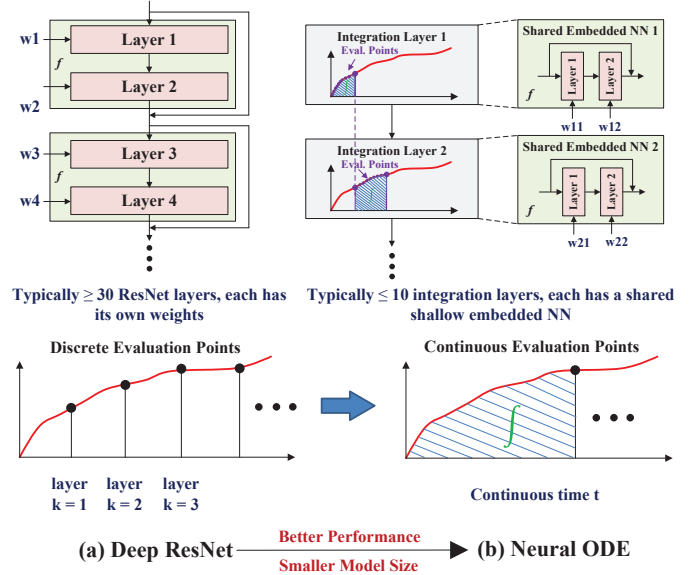 w1
Layer 1
f
Layer 2
w2
w3
Layer 3
f
w4
Layer 4
Typically ≥ 30 ResNet layers, each has
its own weights
Integration Layer 1
Eval. Points
∫
Integration Layer 2
Eval. Points
∫
Shared Embedded NN 1
f
Layer 1
Layer 2
w11
w12
Shared Embedded NN 2
f
Layer 1
Layer 2
w21
w22
Typically ≤ 10 integration layers, each has a shared
shallow embedded NN
Discrete Evaluation Points
layer
k = 1
layer
k = 2
layer
k = 3
Continuous Evaluation Points
∫
Continuous time t
(a) Deep ResNet
Better Performance
Smaller Model Size
(b) Neural ODE